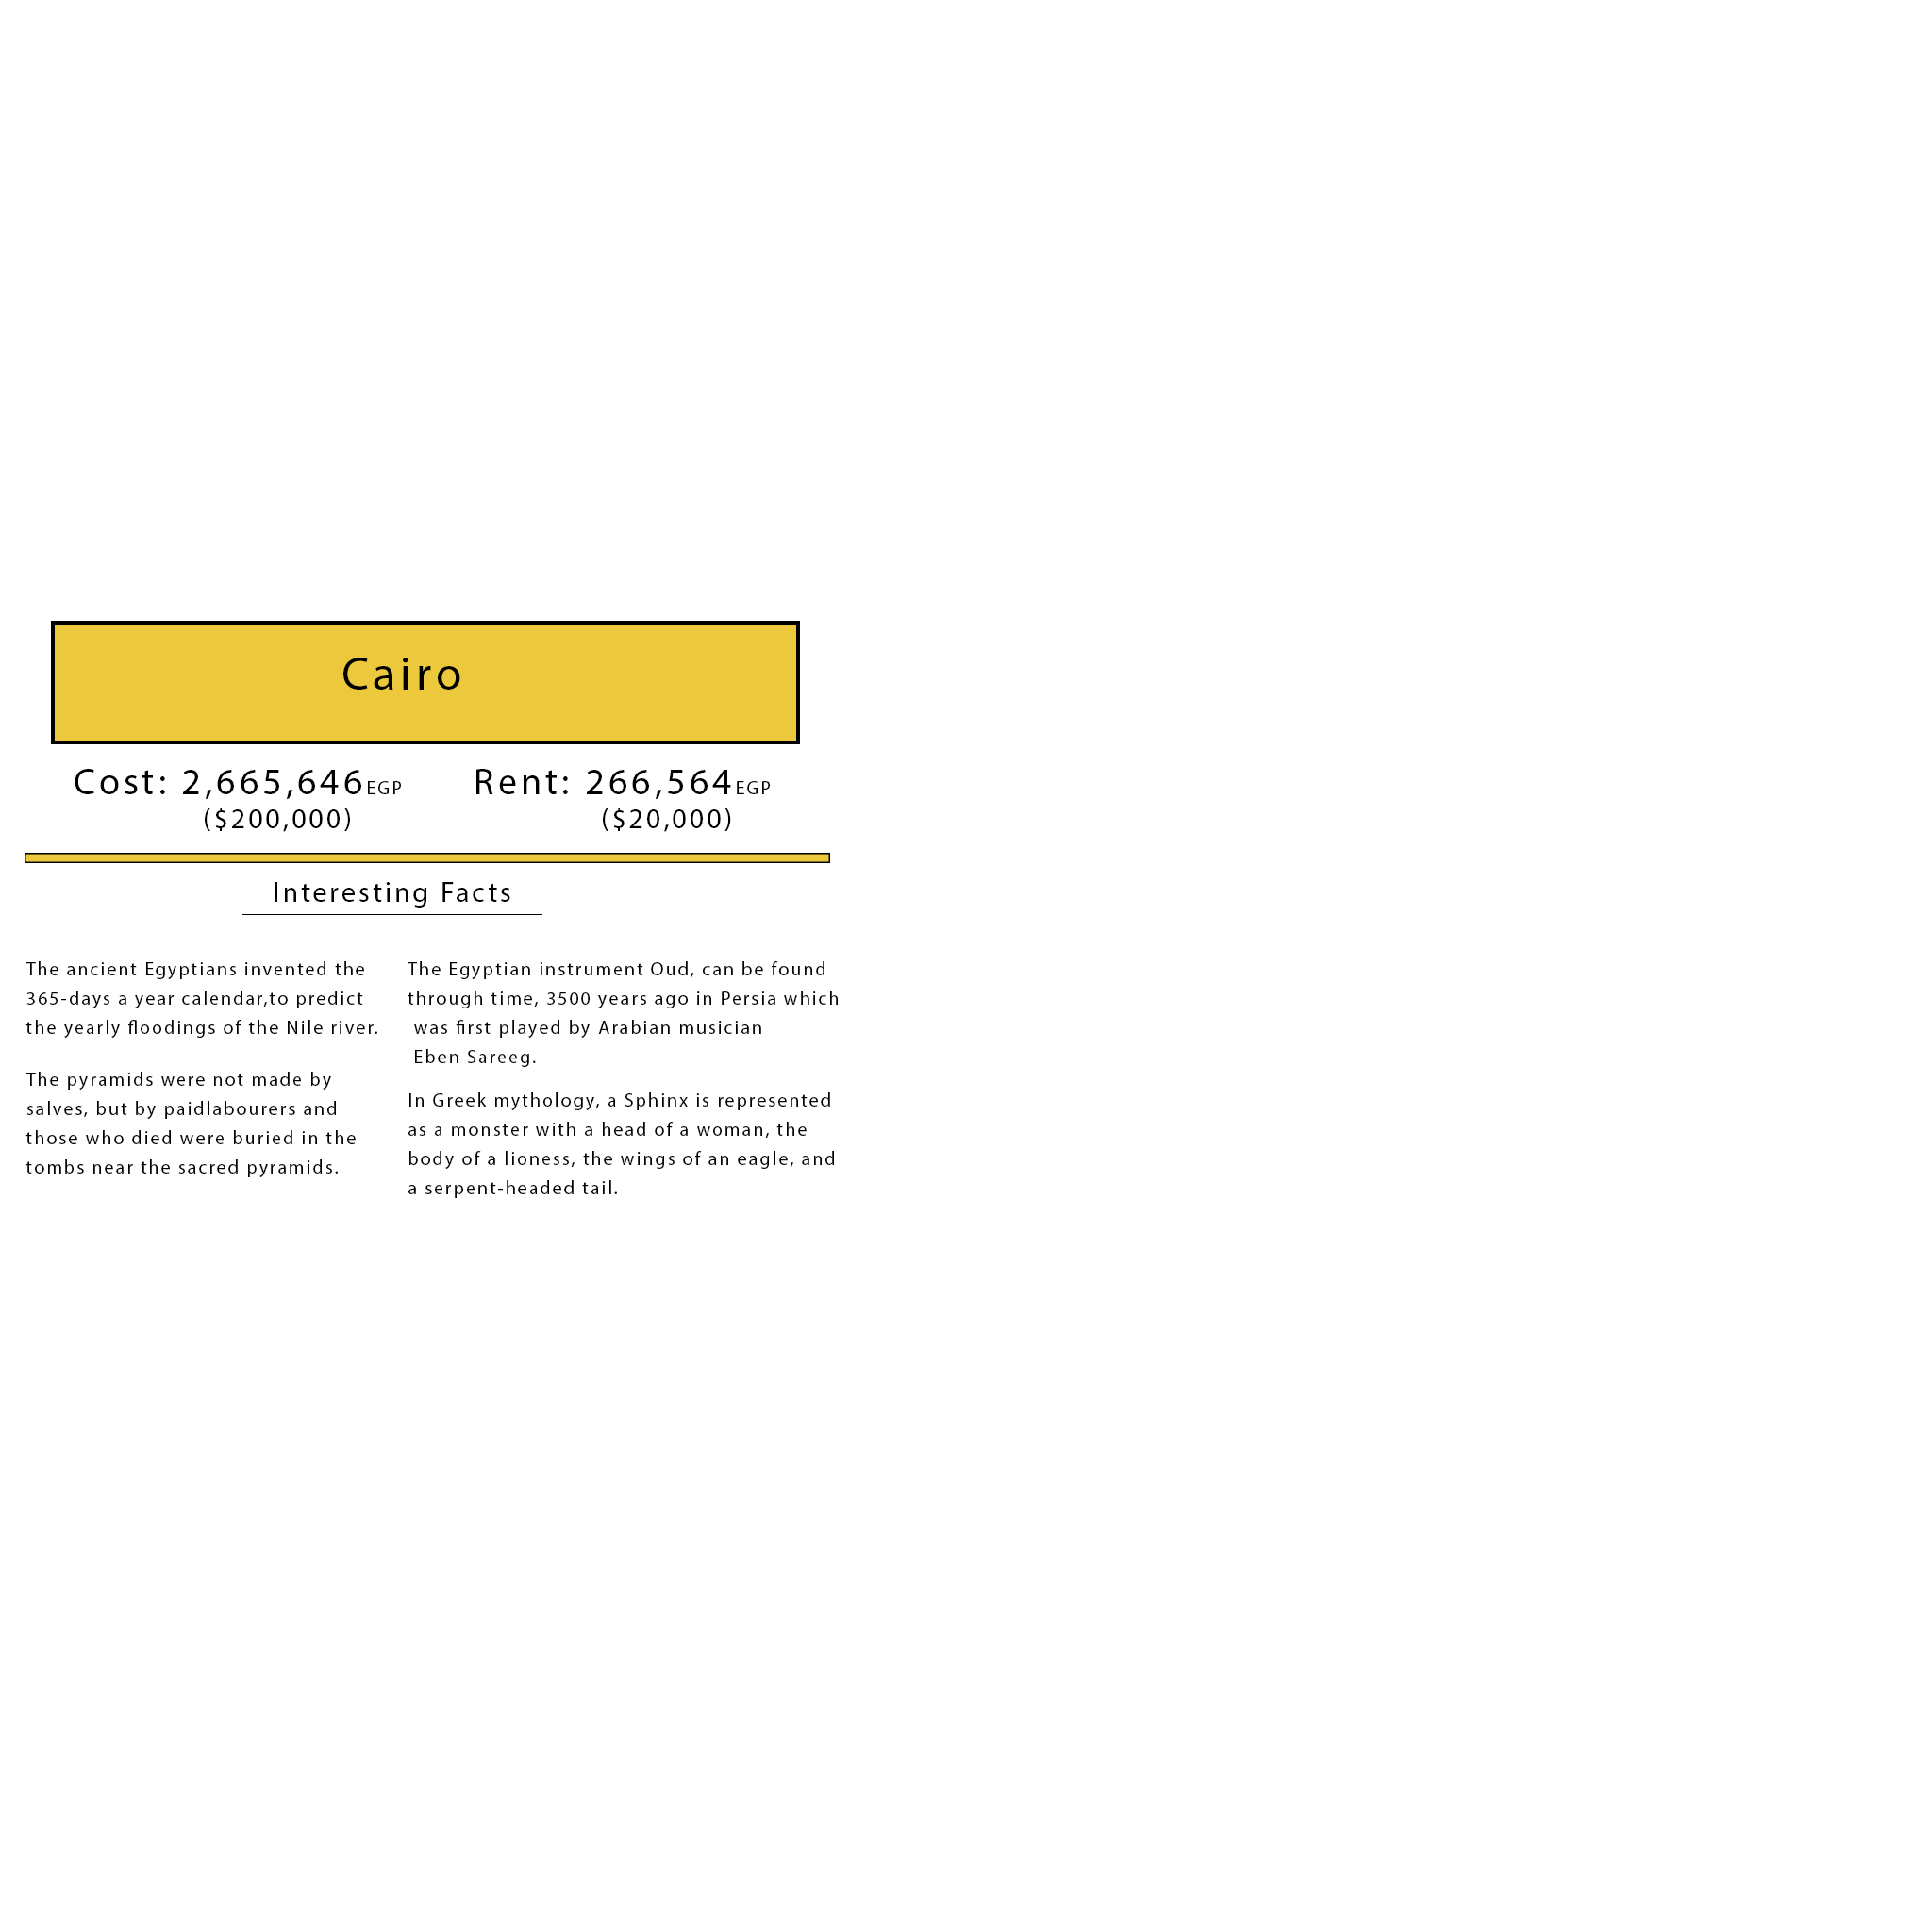 Cairo
Cost: 2,665,646EGP
($200,000)
Rent: 266,564EGP
($20,000)
Interesting Facts
The ancient Egyptians invented the
365-days a year calendar,to predict
the yearly floodings of the Nile river.
The pyramids were not made by
salves, but by paidlabourers and
those who died were buried in the
tombs near the sacred pyramids.
The Egyptian instrument Oud, can be found
through time, 3500 years ago in Persia which
was first played by Arabian musician
Eben Sareeg.
In Greek mythology, a Sphinx is represented
as a monster with a head of a woman, the
body of a lioness, the wings of an eagle, and
a serpent-headed tail.